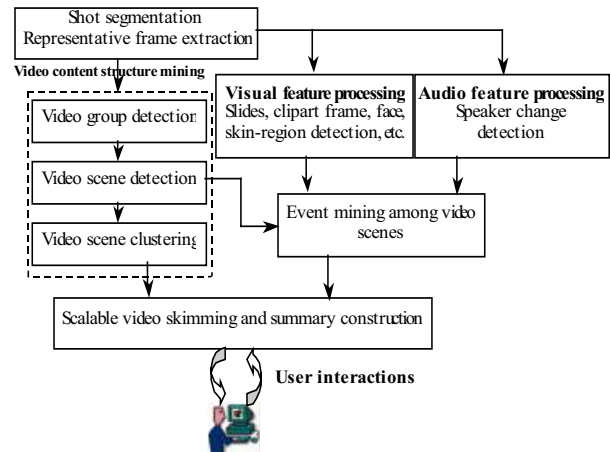 Shot segmentation
Representative frame extraction
Video content structure mining
Video group detection
Video scene detection
Video scene clustering
Visual feature processing
Slides, clipart frame, face,
skin-region detection, etc.
Audio feature processing
Speaker change
detection
Event mining among video
scenes
Scalable video skimming and summary construction
User interactions